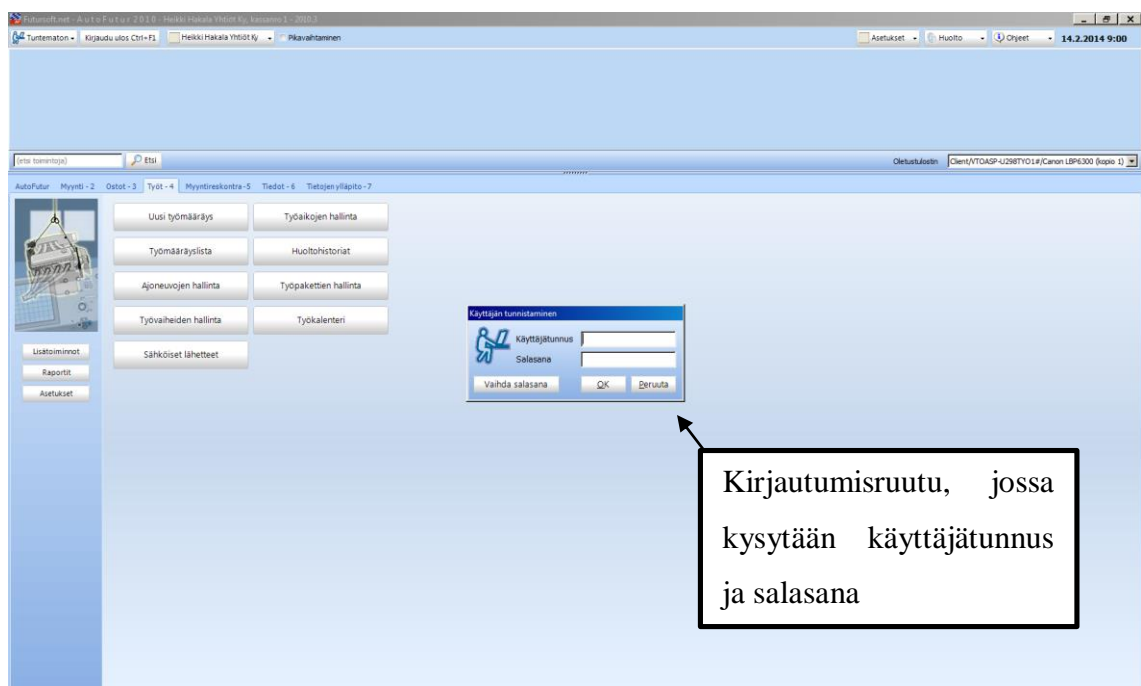 Futursoft.net - A u t o F u t u r 2 0 1 0 - Heikki Hakala Yhtiöt Ky, kassanro 1 - 2010.3
Tuntematon Kirjaudu ulos Ctrl+F1 Heikki Hakala Yhtiöt Ky Pikavaihtaminen Asetukset Huolto Ohjeet 14.2.2014 9:00
(etsi toimintoja) Etsi Oletustulostin Client/VTOASP-U298TYO1#/Canon LBP6300 (kopio 1)
AutoFutur Myynti - 2 Ostot - 3 Työt - 4 Myyntireskontra - 5 Tiedot - 6 Tietojen ylläpito - 7
Uusi työmääräys Työaikojen hallinta
Työmääräyslista Huoltohistoriat
Ajoneuvojen hallinta Työpakettien hallinta
Työvaiheiden hallinta Työkalenteri
Sähköiset lähetteet
Lisätoiminnot
Raportit
Asetukset
Käyttäjän tunnistaminen
Käyttäjätunnus
Salasana
Vaihda salasana OK Peruuta
Kirjautumisruutu, jossa
kysytään käyttäjätunnus
ja salasana